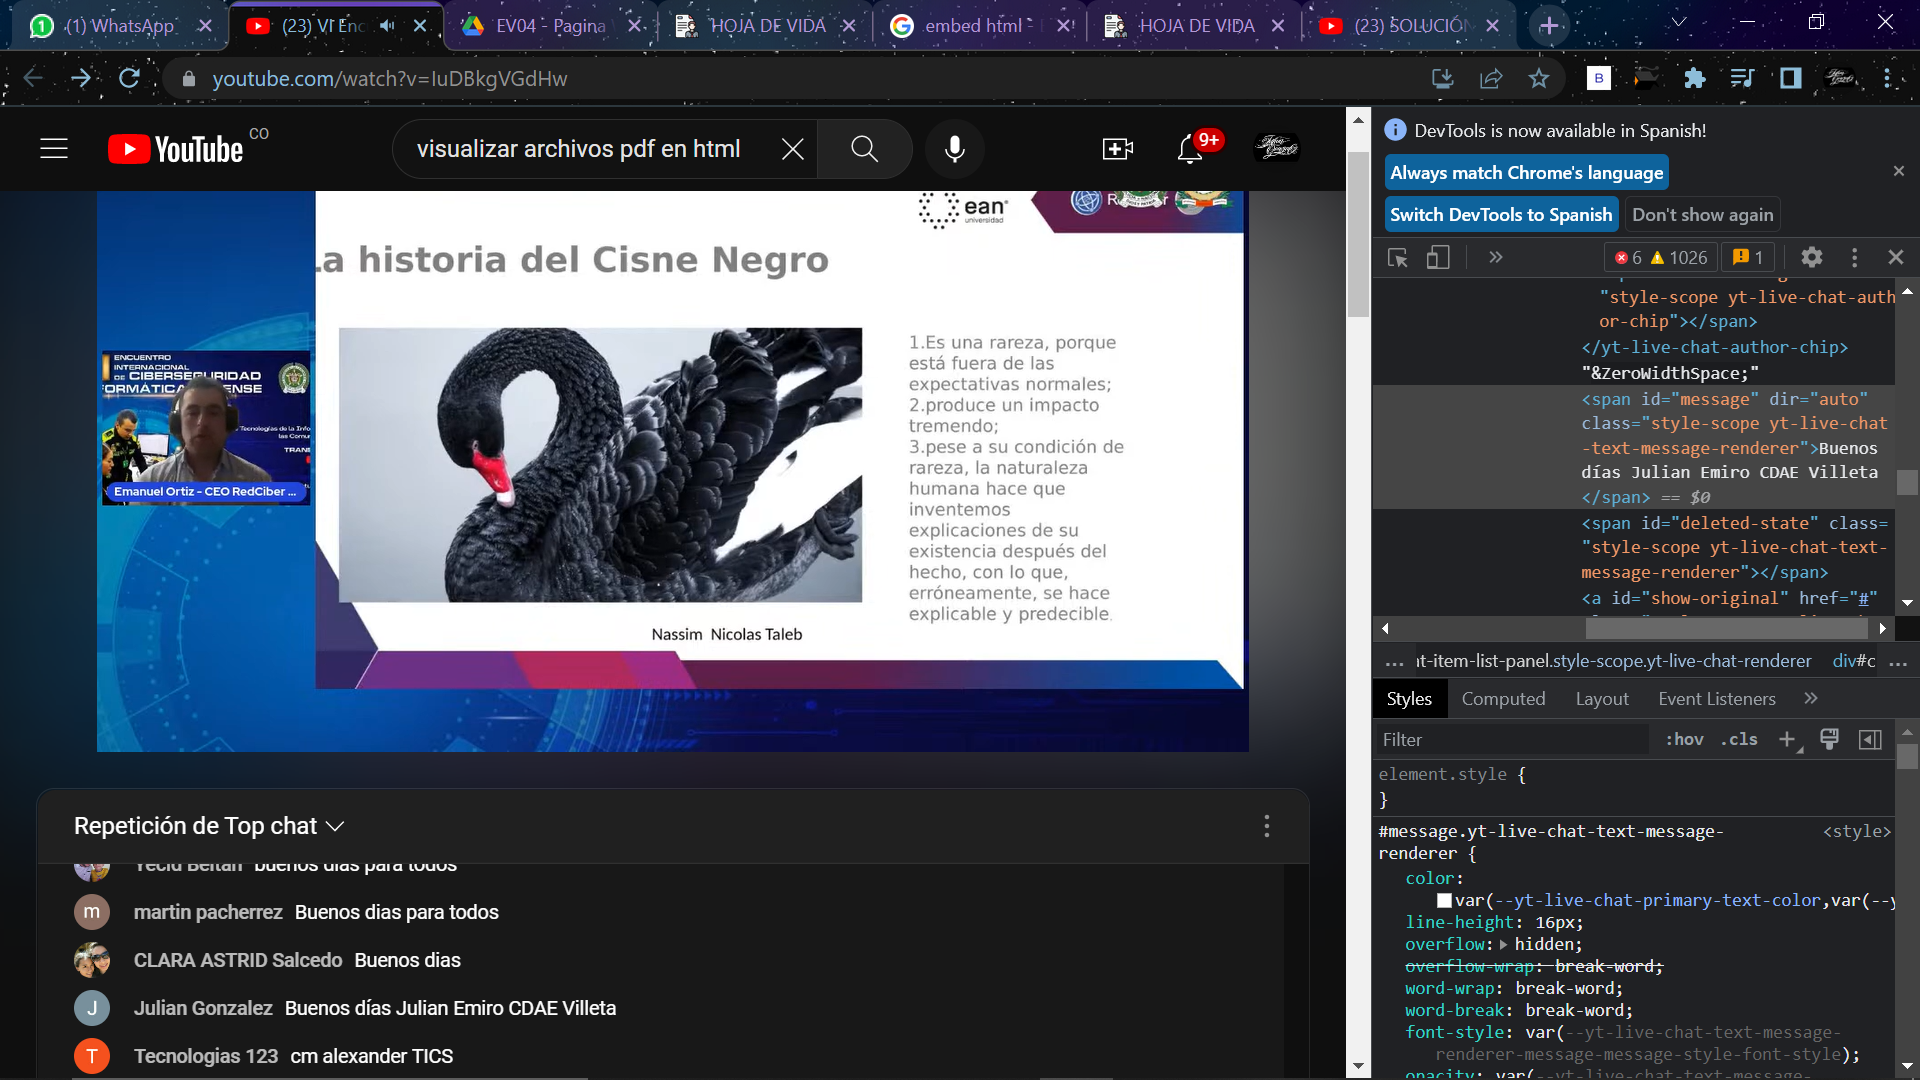 (1) WhatsApp
(23) VI Enc
EV04 - Pagina
HOJA DE VIDA
embed html -
HOJA DE VIDA
(23) SOLUCIÓN
youtube.com/watch?v=IuDBkgVGdHw
B
YouTube CO
visualizar archivos pdf en html
9+
ean
universidad
La historia del Cisne Negro
ENCUENTRO
INTERNACIONAL
DE CIBERSEGURIDAD
Emanuel Ortiz - CEO RedCiber ...
1.Es una rareza, porque
está fuera de las
expectativas normales;
2.produce un impacto
tremendo;
3.pese a su condición de
rareza, la naturaleza
humana hace que
inventemos
explicaciones de su
existencia después del
hecho, con lo que,
erróneamente, se hace
explicable y predecible.
Nassim Nicolas Taleb
Repetición de Top chat
Yecid Beltan buenos dias para todos
m martin pacherrez Buenos dias para todos
CLARA ASTRID Salcedo Buenos dias
J Julian Gonzalez Buenos días Julian Emiro CDAE Villeta
T Tecnologias 123 cm alexander TICS
DevTools is now available in Spanish!
Always match Chrome's language
Switch DevTools to Spanish Don't show again
6 1026 1
"style-scope yt-live-chat-auth
or-chip"></span>
</yt-live-chat-author-chip>
"&ZeroWidthSpace;"
<span id="message" dir="auto"
class="style-scope yt-live-chat
-text-message-renderer">Buenos
días Julian Emiro CDAE Villeta
</span> == $0
<span id="deleted-state" class=
"style-scope yt-live-chat-text-
message-renderer"></span>
<a id="show-original" href="#"
... at-item-list-panel.style-scope.yt-live-chat-renderer div#c ...
Styles Computed Layout Event Listeners
Filter :hov .cls
element.style {
}
#message.yt-live-chat-text-message- <style>
renderer {
color:
var(--yt-live-chat-primary-text-color,var(--y
line-height: 16px;
overflow: hidden;
overflow-wrap: break-word;
word-wrap: break-word;
word-break: break-word;
font-style: var(--yt-live-chat-text-message-
renderer-message-message-style-font-style);
opacity: var(--yt-live-chat-text-message-